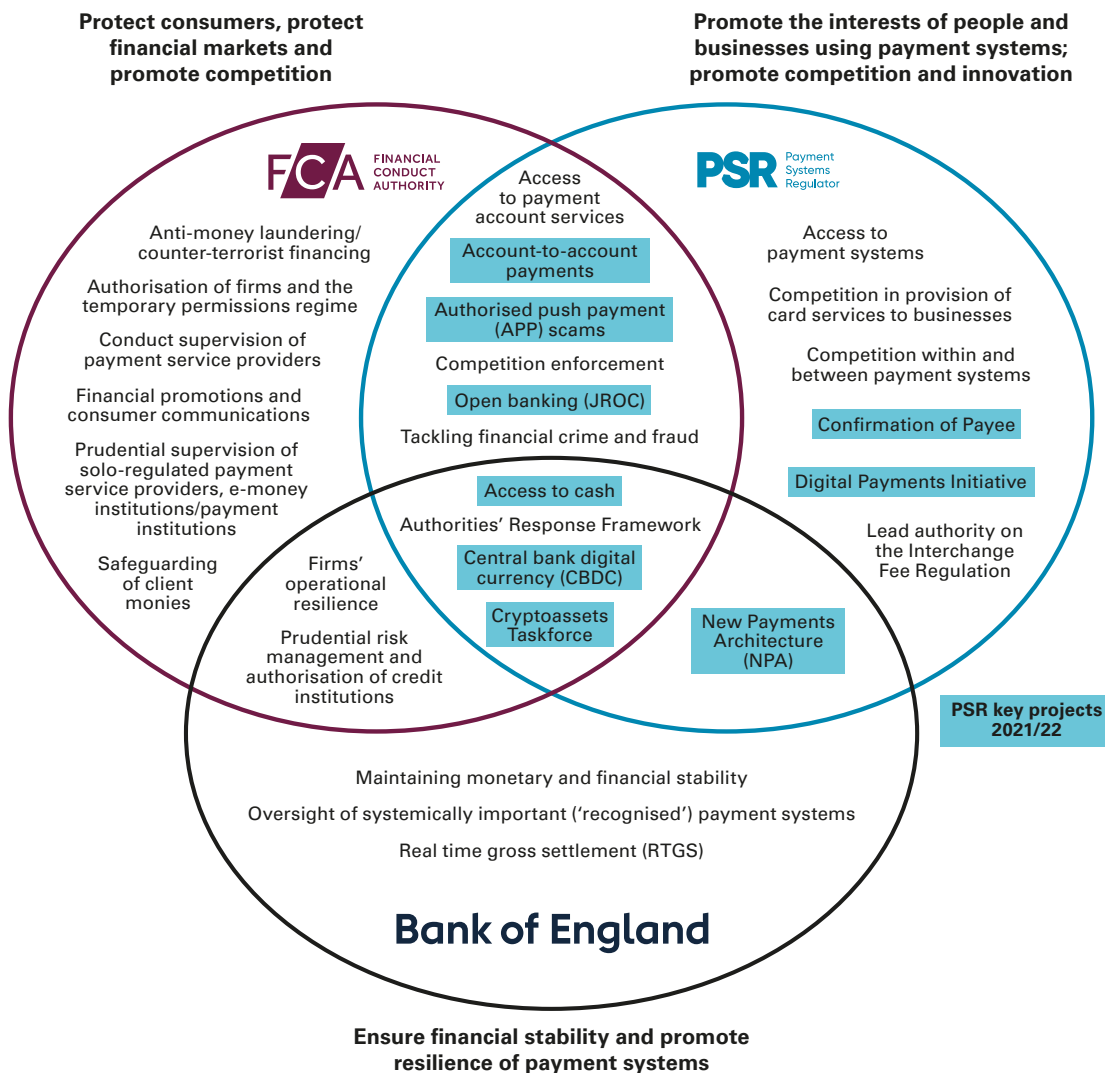 Protect consumers, protect
financial markets and
promote competition
Promote the interests of people and
businesses using payment systems;
promote competition and innovation
FCA
FINANCIAL
CONDUCT
AUTHORITY
Anti-money laundering/
counter-terrorist financing
Authorisation of firms and the
temporary permissions regime
Conduct supervision of
payment service providers
Financial promotions and
consumer communications
Prudential supervision of
solo-regulated payment
service providers, e-money
institutions/payment
institutions
Safeguarding
of client
monies
Access
to payment
account services
Account-to-account
payments
Authorised push payment
(APP) scams
Competition enforcement
Open banking (JROC)
Tackling financial crime and fraud
PSR
Payment
Systems
Regulator
Access to
payment systems
Competition in provision of
card services to businesses
Competition within and
between payment systems
Confirmation of Payee
Digital Payments Initiative
Lead authority on
the Interchange
Fee Regulation
Access to cash
Authorities’ Response Framework
Central bank digital
currency (CBDC)
Cryptoassets
Taskforce
Firms’
operational
resilience
Prudential risk
management and
authorisation of credit
institutions
New Payments
Architecture
(NPA)
PSR key projects
2021/22
Maintaining monetary and financial stability
Oversight of systemically important (‘recognised’) payment systems
Real time gross settlement (RTGS)
Bank of England
Ensure financial stability and promote
resilience of payment systems